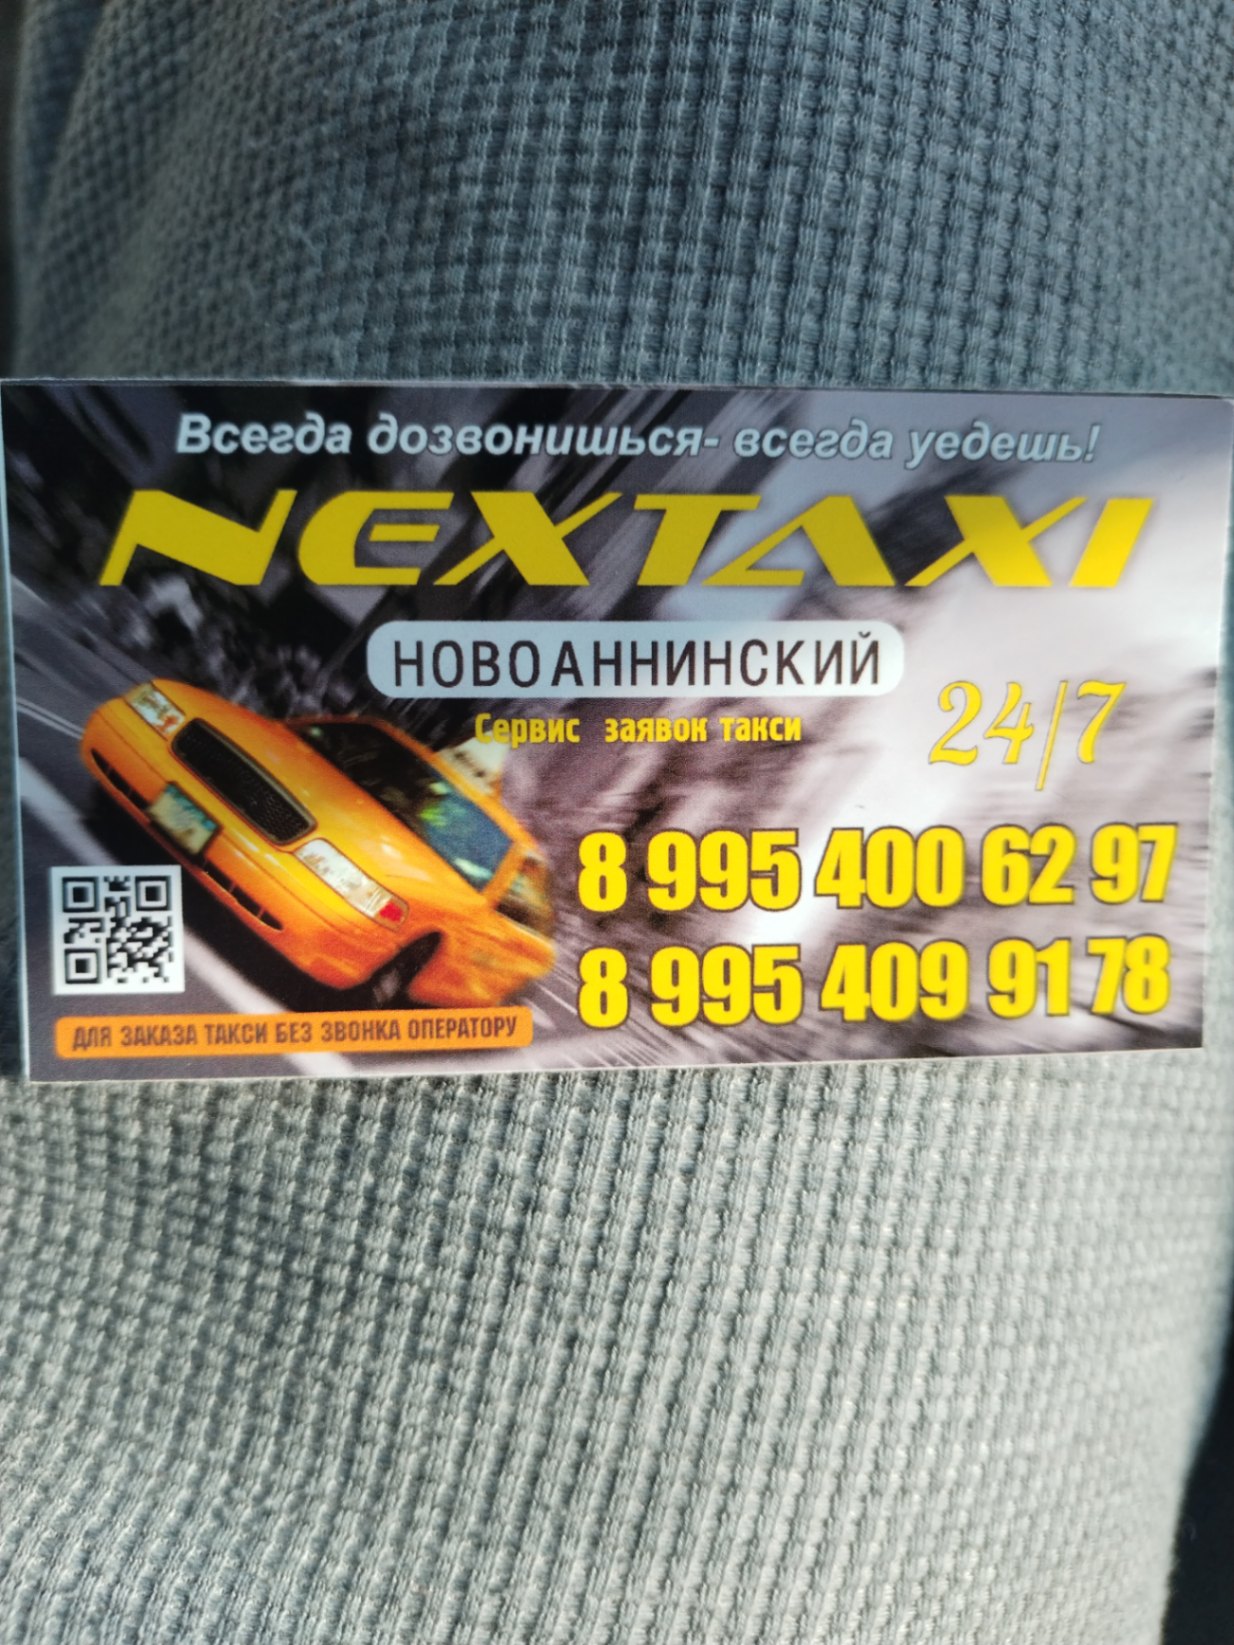 Всегда дозвонишься- всегда уедешь!
NEXTAXI
НОВОАННИНСКИЙ
Сервис заявок такси
24/7
8 995 400 62 97
8 995 409 91 78
ДЛЯ ЗАКАЗА ТАКСИ БЕЗ ЗВОНКА ОПЕРАТОРУ